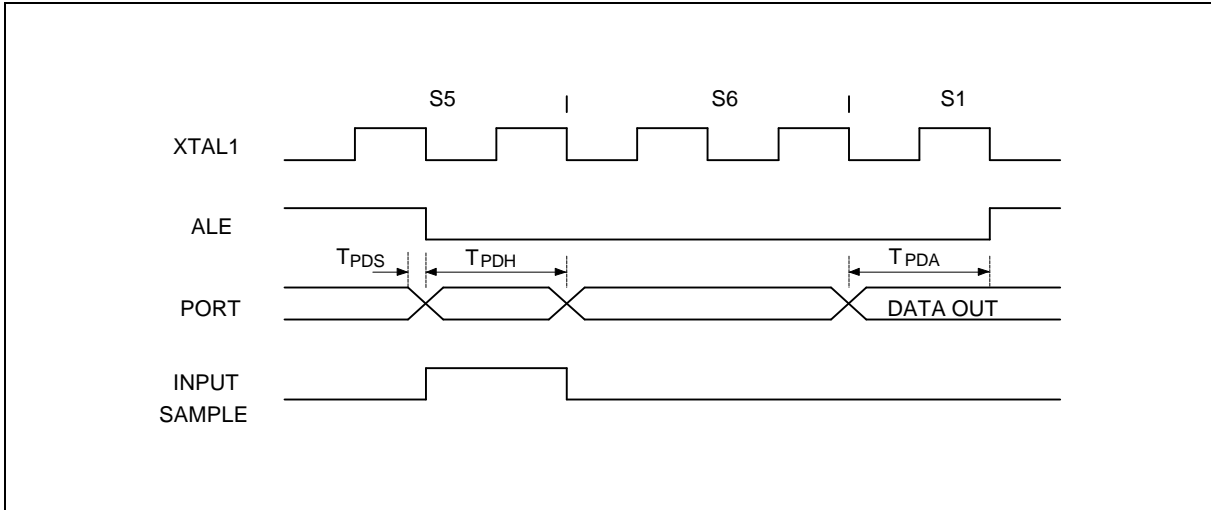 S5 | S6 | S1
XTAL1
ALE
TPDS TPDH TPDA
PORT DATA OUT
INPUT
SAMPLE